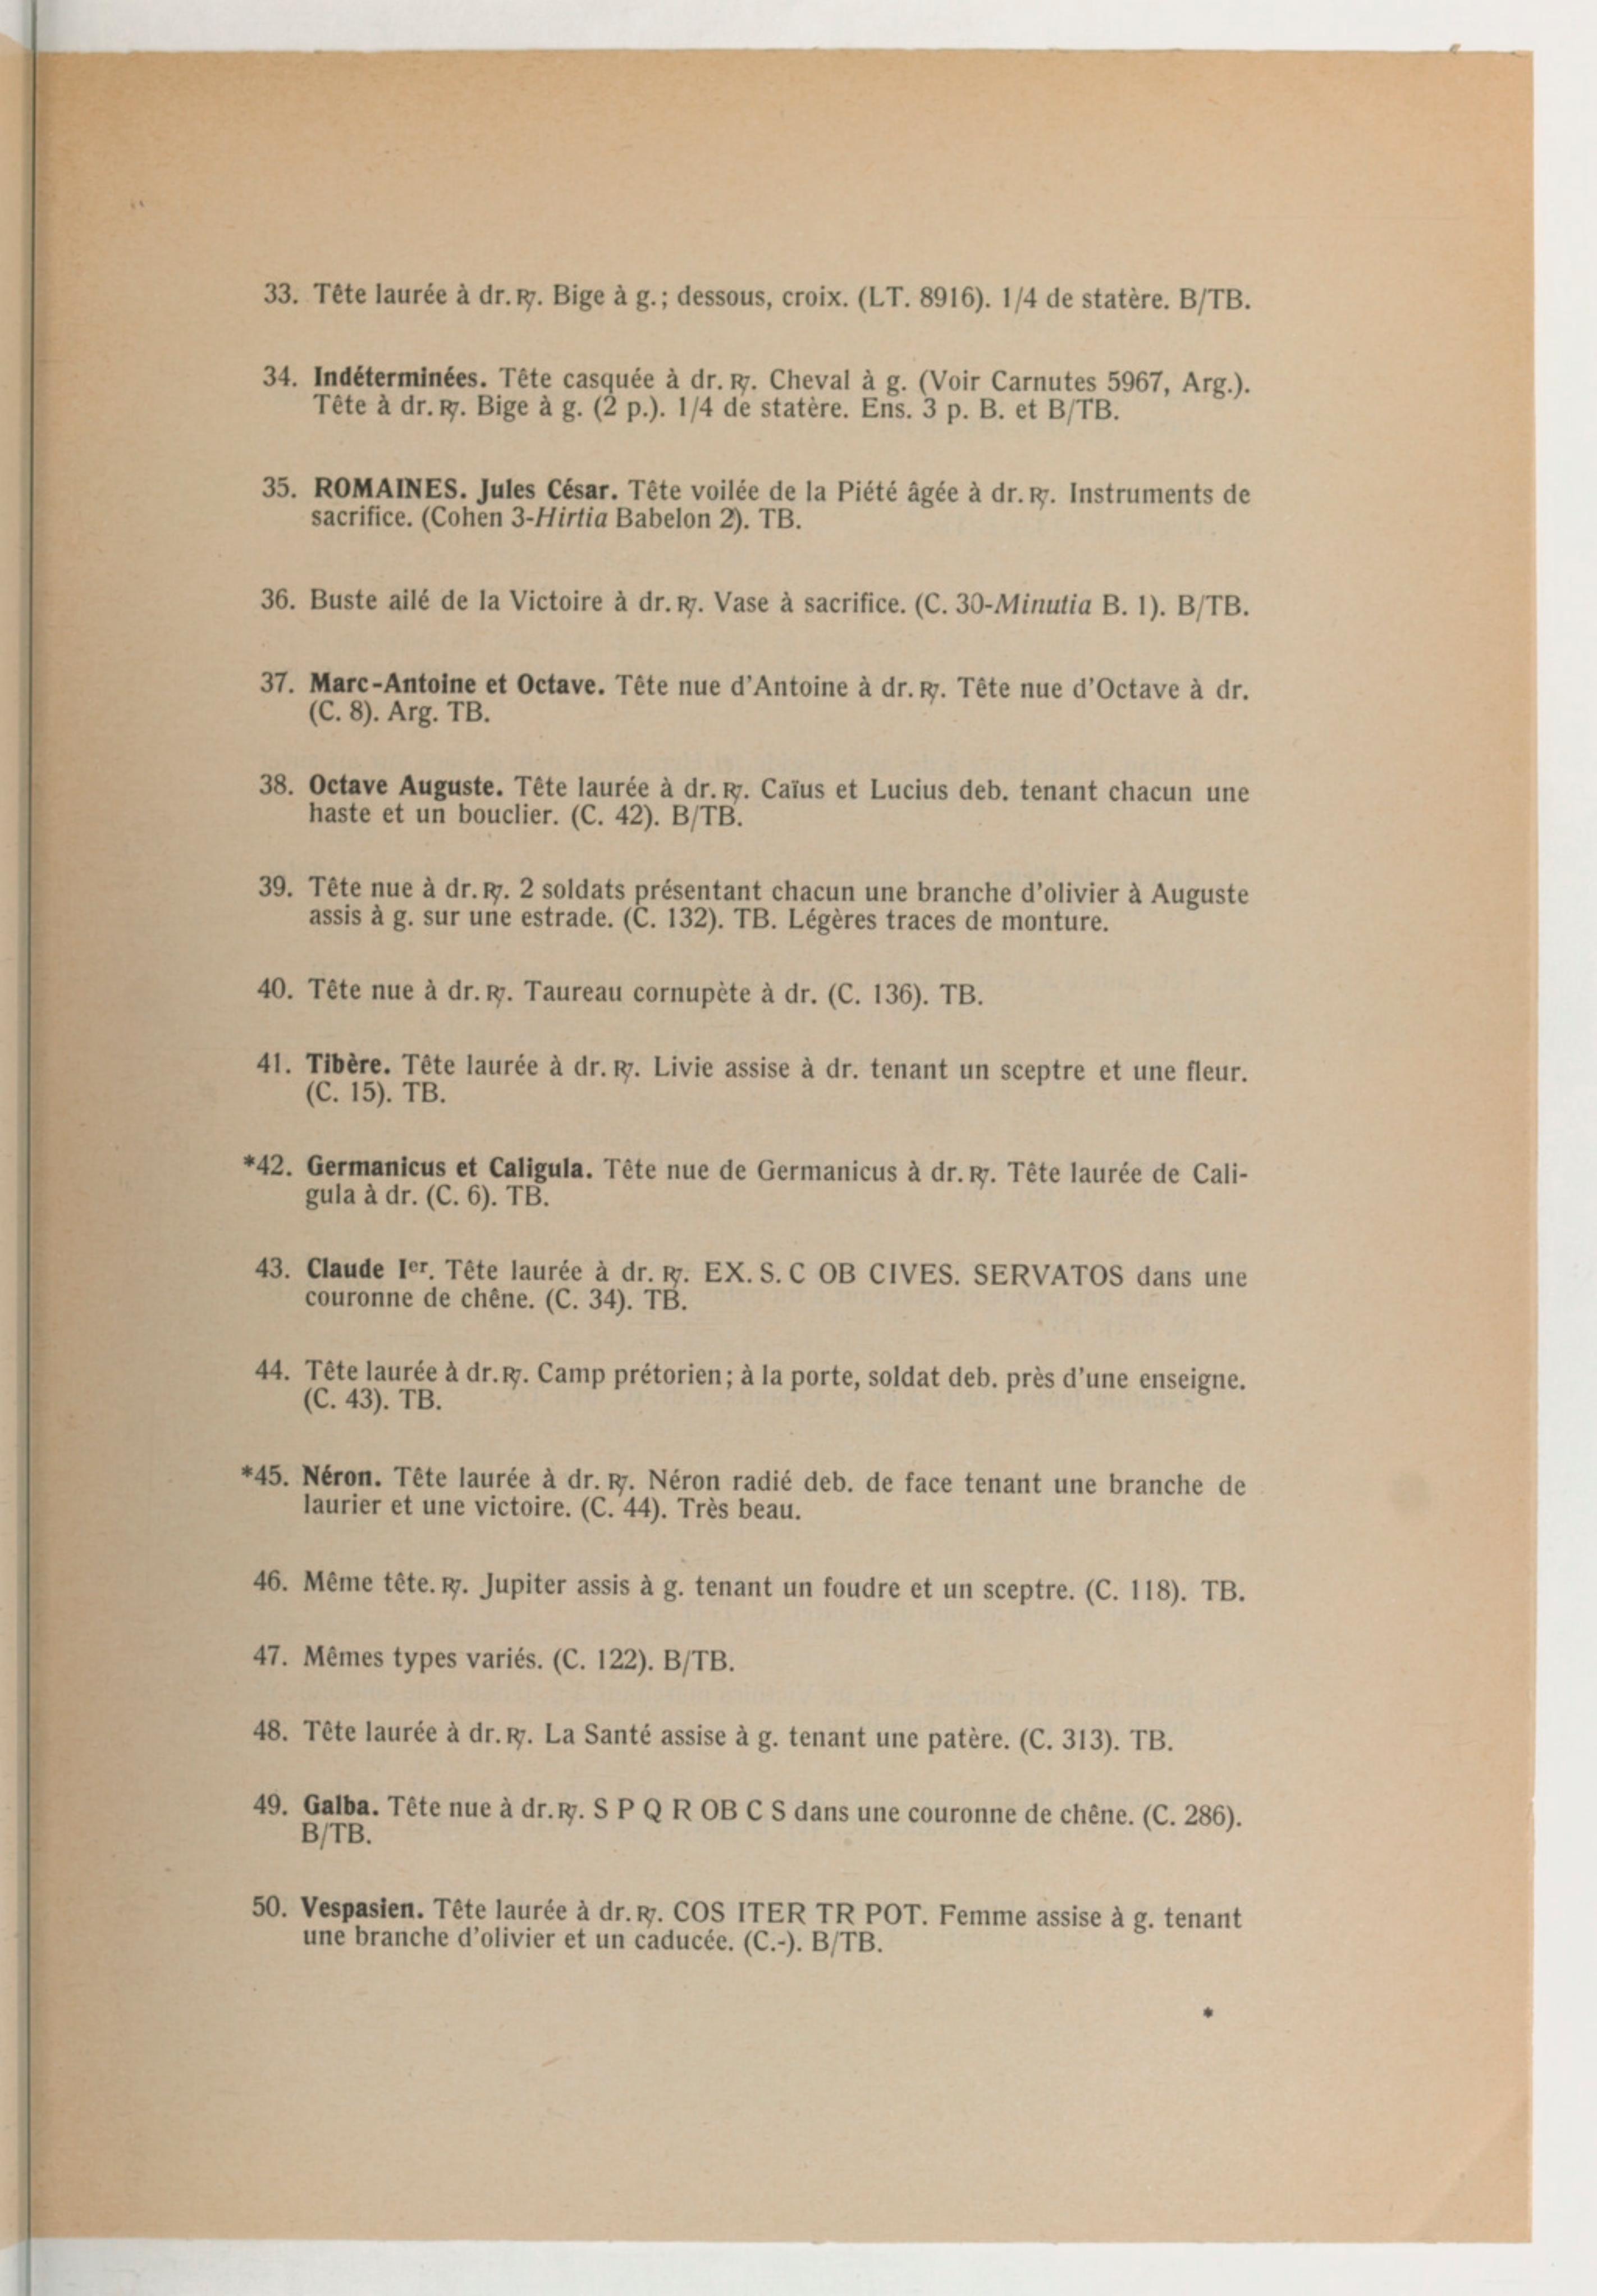 33. Tête laurée à dr. ℞. Bige à g.; dessous, croix. (LT. 8916). 1/4 de statère. B/TB.
34. Indéterminées. Tête casquée à dr. ℞. Cheval à g. (Voir Carnutes 5967, Arg.).
Tête à dr. ℞. Bige à g. (2 p.). 1/4 de statère. Ens. 3 p. B. et B/TB.
35. ROMAINES. Jules César. Tête voilée de la Piété âgée à dr. ℞. Instruments de
sacrifice. (Cohen 3-Hirtia Babelon 2). TB.
36. Buste ailé de la Victoire à dr. ℞. Vase à sacrifice. (C. 30-Minutia B. 1). B/TB.
37. Marc-Antoine et Octave. Tête nue d'Antoine à dr. ℞. Tête nue d'Octave à dr.
(C. 8). Arg. TB.
38. Octave Auguste. Tête laurée à dr. ℞. Caïus et Lucius deb. tenant chacun une
haste et un bouclier. (C. 42). B/TB.
39. Tête nue à dr. ℞. 2 soldats présentant chacun une branche d'olivier à Auguste
assis à g. sur une estrade. (C. 132). TB. Légères traces de monture.
40. Tête nue à dr. ℞. Taureau cornupète à dr. (C. 136). TB.
41. Tibère. Tête laurée à dr. ℞. Livie assise à dr. tenant un sceptre et une fleur.
(C. 15). TB.
*42. Germanicus et Caligula. Tête nue de Germanicus à dr. ℞. Tête laurée de Cali-
gula à dr. (C. 6). TB.
43. Claude Ier. Tête laurée à dr. ℞. EX. S. C OB CIVES. SERVATOS dans une
couronne de chêne. (C. 34). TB.
44. Tête laurée à dr. ℞. Camp prétorien; à la porte, soldat deb. près d'une enseigne.
(C. 43). TB.
*45. Néron. Tête laurée à dr. ℞. Néron radié deb. de face tenant une branche de
laurier et une victoire. (C. 44). Très beau.
46. Même tête. ℞. Jupiter assis à g. tenant un foudre et un sceptre. (C. 118). TB.
47. Mêmes types variés. (C. 122). B/TB.
48. Tête laurée à dr. ℞. La Santé assise à g. tenant une patère. (C. 313). TB.
49. Galba. Tête nue à dr. ℞. S P Q R OB C S dans une couronne de chêne. (C. 286).
B/TB.
50. Vespasien. Tête laurée à dr. ℞. COS ITER TR POT. Femme assise à g. tenant
une branche d'olivier et un caducée. (C.-). B/TB.
*